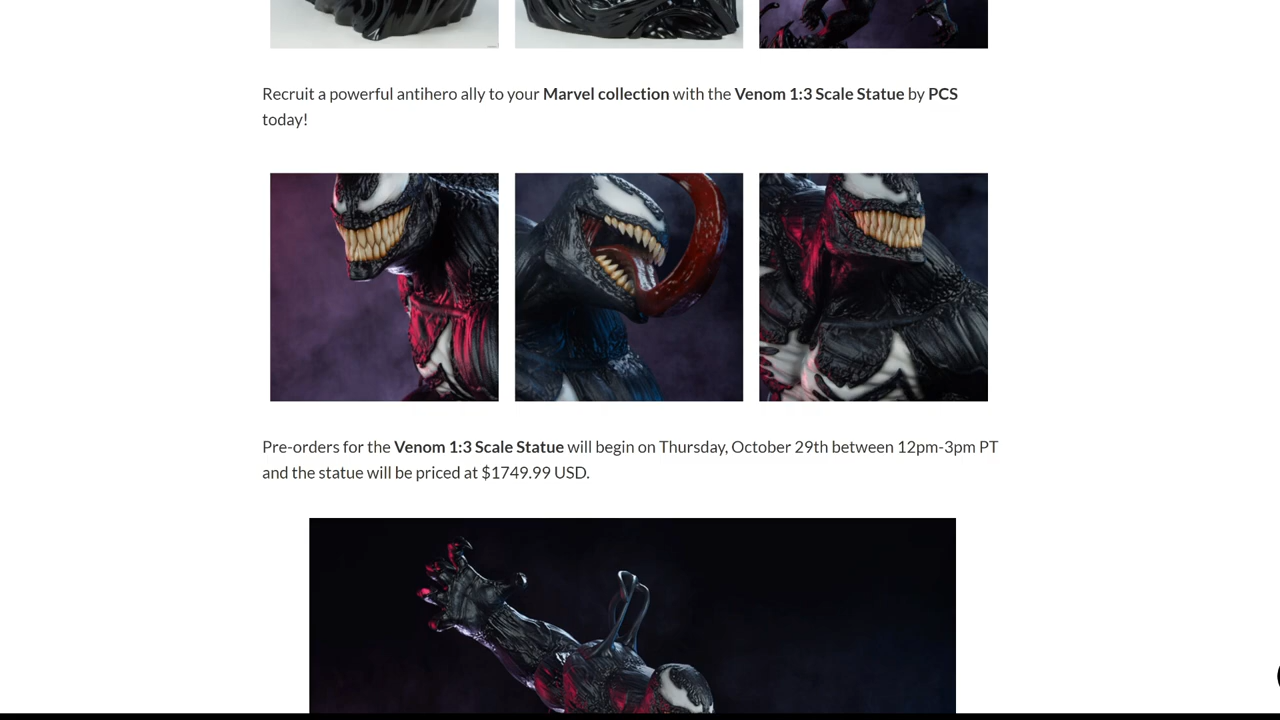 Recruit a powerful antihero ally to your Marvel collection with the Venom 1:3 Scale Statue by PCS
today!
Pre-orders for the Venom 1:3 Scale Statue will begin on Thursday, October 29th between 12pm-3pm PT
and the statue will be priced at $1749.99 USD.